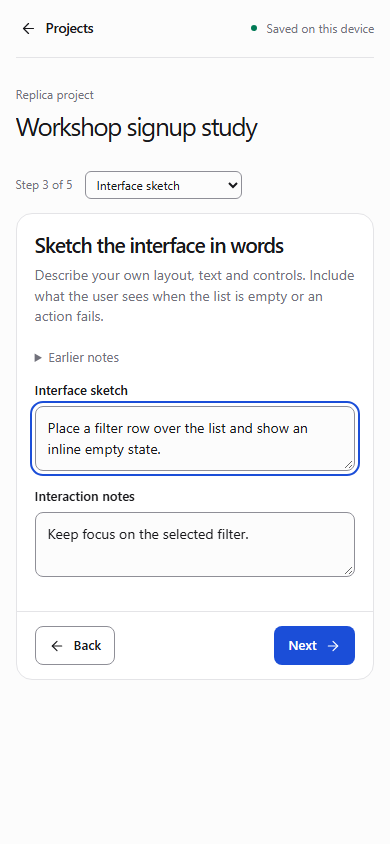 Projects
Saved on this device
Replica project
Workshop signup study
Step 3 of 5
Interface sketch
Sketch the interface in words
Describe your own layout, text and controls. Include
what the user sees when the list is empty or an
action fails.
Earlier notes
Interface sketch
Place a filter row over the list and show an
inline empty state.
Interaction notes
Keep focus on the selected filter.
Back
Next